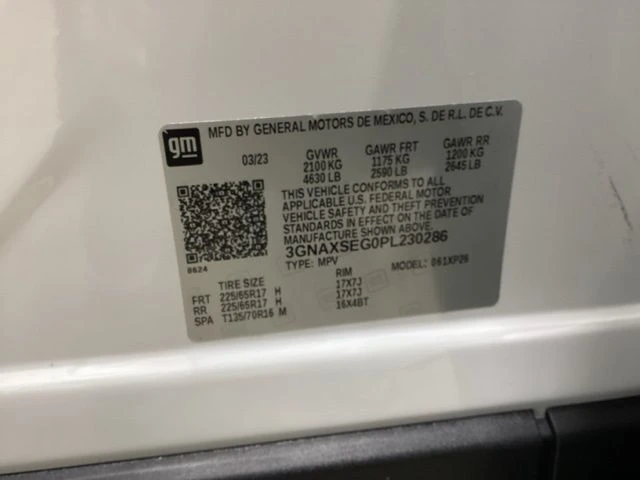 gm
MFD BY GENERAL MOTORS DE MEXICO, S. DE R.L. DE C.V.
03/23 GVWR GAWR FRT GAWR RR
2100 KG 1175 KG 1200 KG
4630 LB 2590 LB 2645 LB
THIS VEHICLE CONFORMS TO ALL
APPLICABLE U.S. FEDERAL MOTOR
VEHICLE SAFETY AND THEFT PREVENTION
STANDARDS IN EFFECT ON THE DATE OF
MANUFACTURE SHOWN ABOVE.
3GNAXSEG0PL230286
8624 TYPE: MPV MODEL: 061XP26
TIRE SIZE RIM
FRT 225/65R17 H 17X7J
RR 225/65R17 H 17X7J
SPA T135/70R16 M 16X4BT